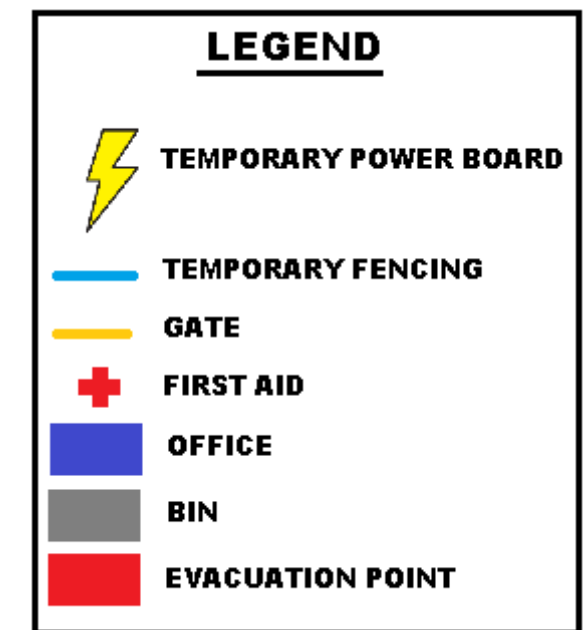 LEGEND
TEMPORARY POWER BOARD
TEMPORARY FENCING
GATE
FIRST AID
OFFICE
BIN
EVACUATION POINT